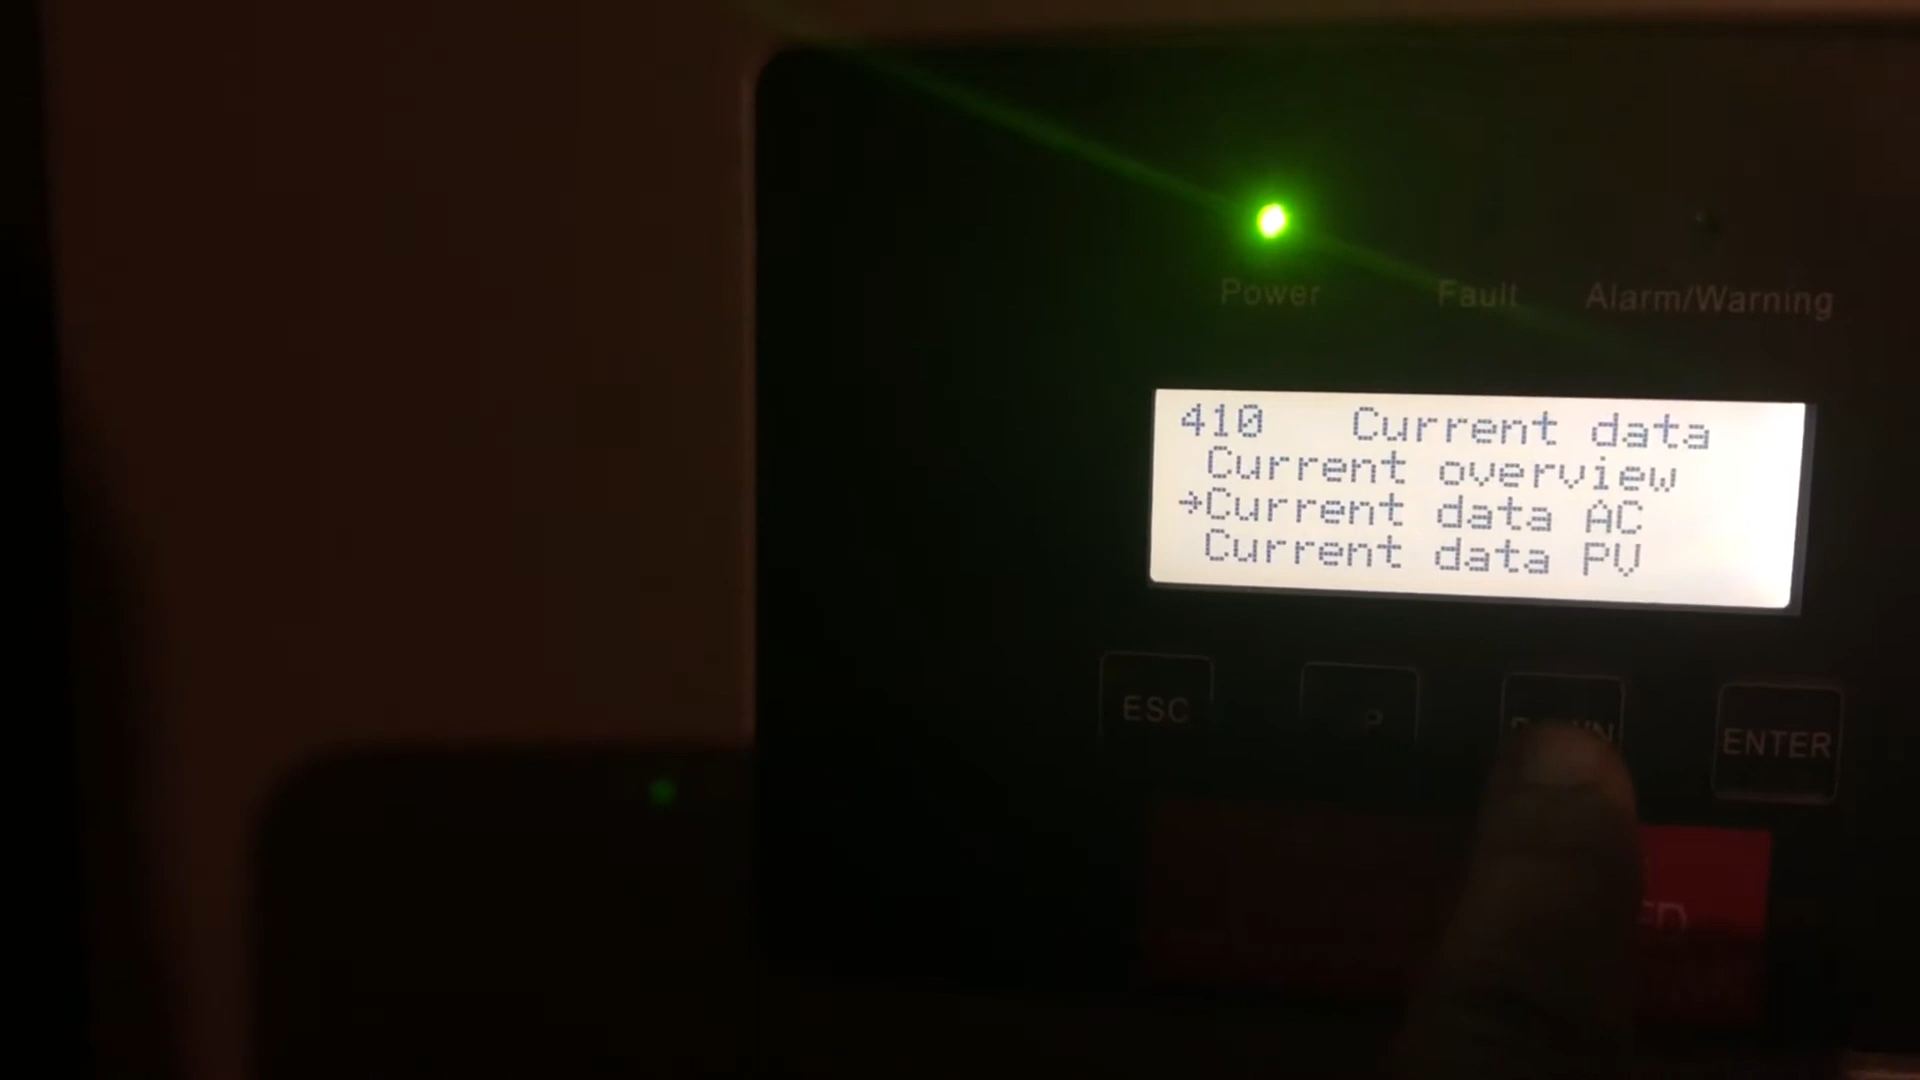 Power Fault Alarm/Warning
410 Current data
Current overview
→Current data AC
Current data PV
ESC ENTER